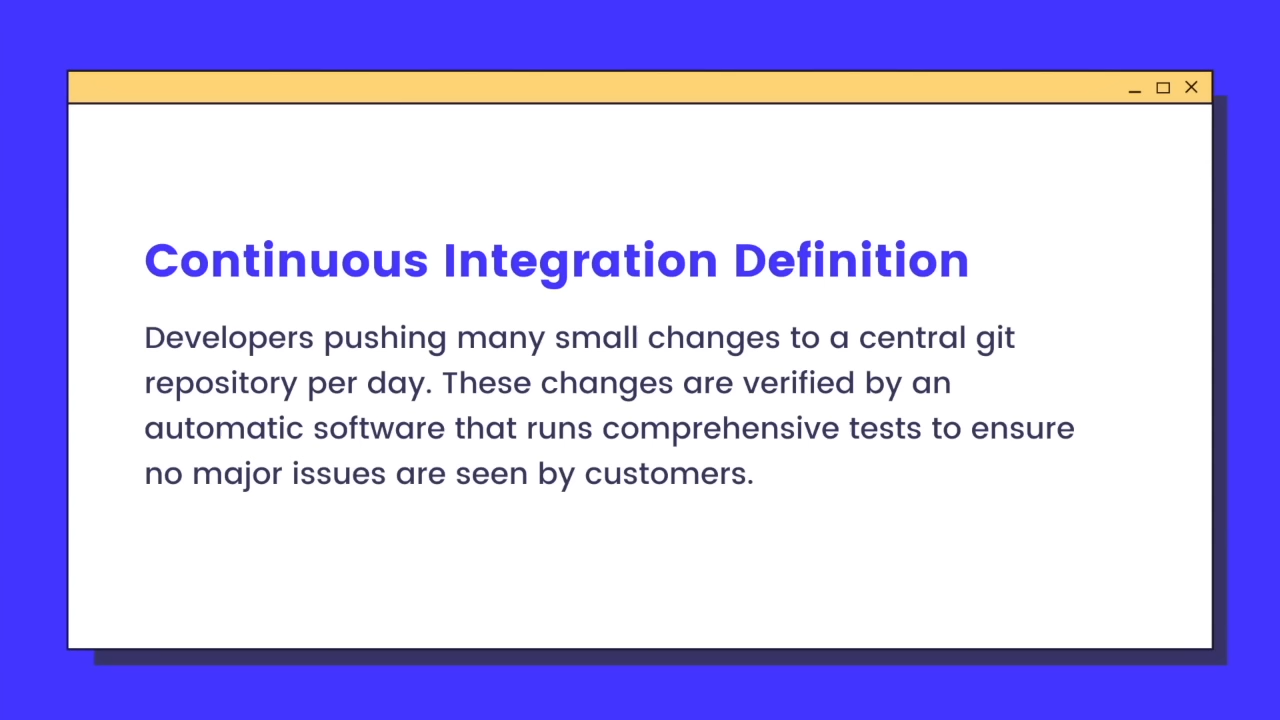 Continuous Integration Definition
Developers pushing many small changes to a central git
repository per day. These changes are verified by an
automatic software that runs comprehensive tests to ensure
no major issues are seen by customers.